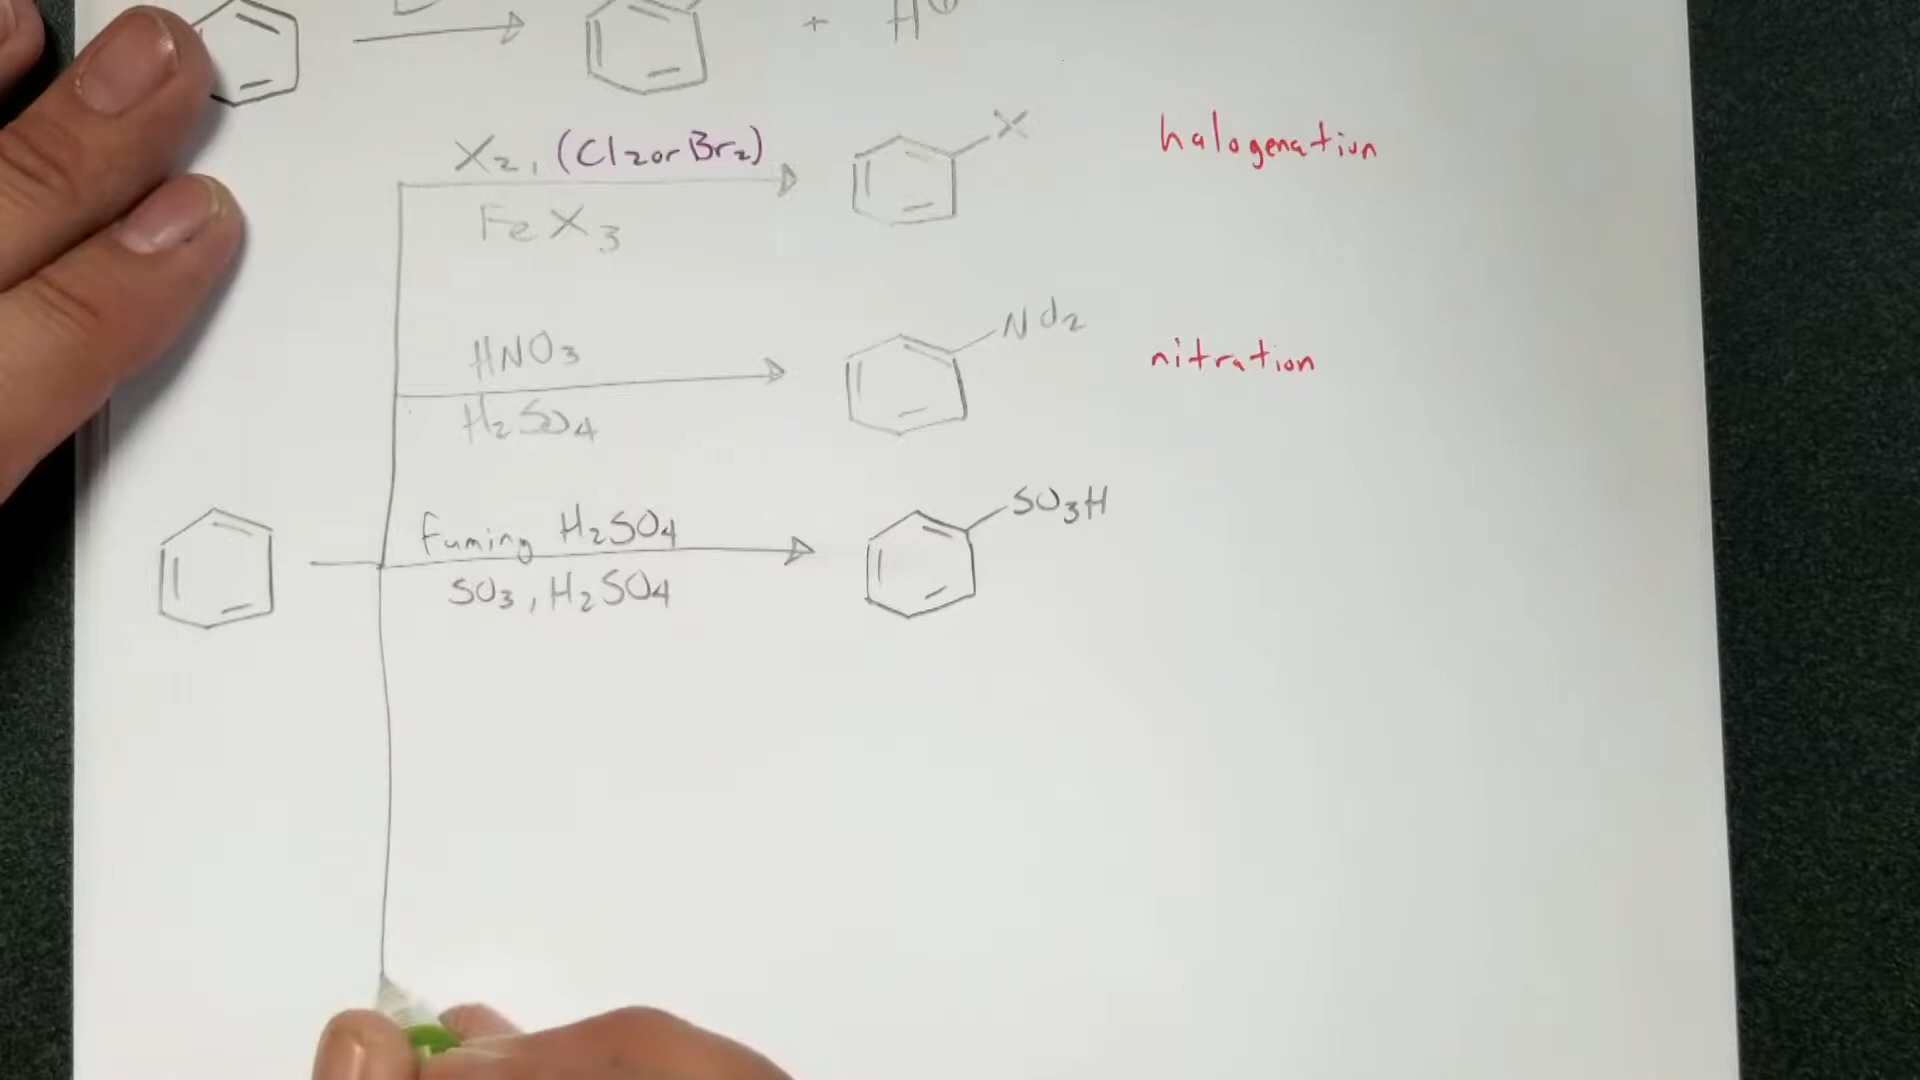 + H⊕
X₂, (Cl₂ or Br₂)
FeX₃
X
halogenation
HNO₃
H₂SO₄
NO₂
nitration
Fuming H₂SO₄
SO₃, H₂SO₄
SO₃H